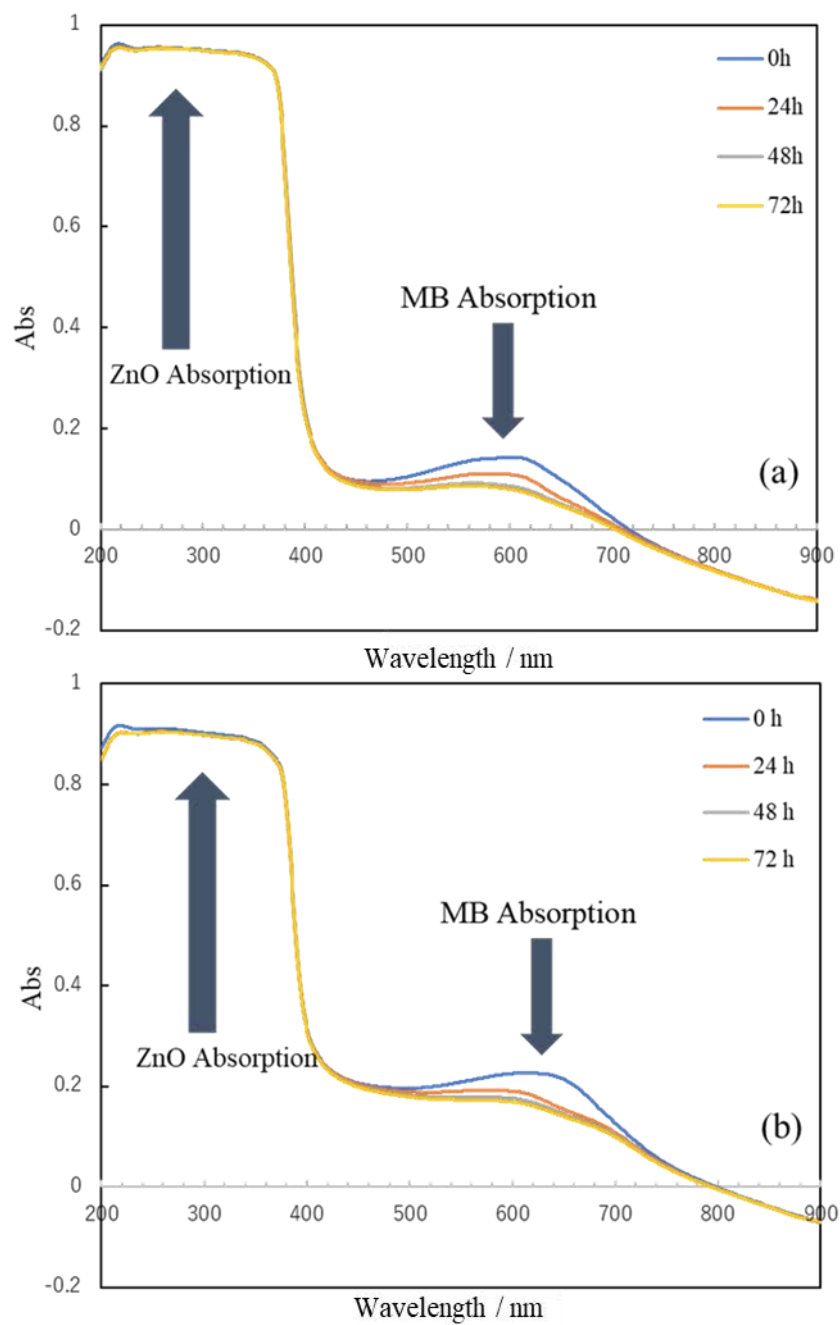 1
0h
24h
0.8
48h
72h
0.6
MB Absorption
Abs
0.4
ZnO Absorption
0.2
(a)
0
200 300 400 500 600 700 800 900
-0.2
Wavelength / nm
1
0 h
24 h
0.8
48 h
72 h
0.6
MB Absorption
Abs
0.4
ZnO Absorption
0.2
(b)
0
200 300 400 500 600 700 800 900
-0.2
Wavelength / nm